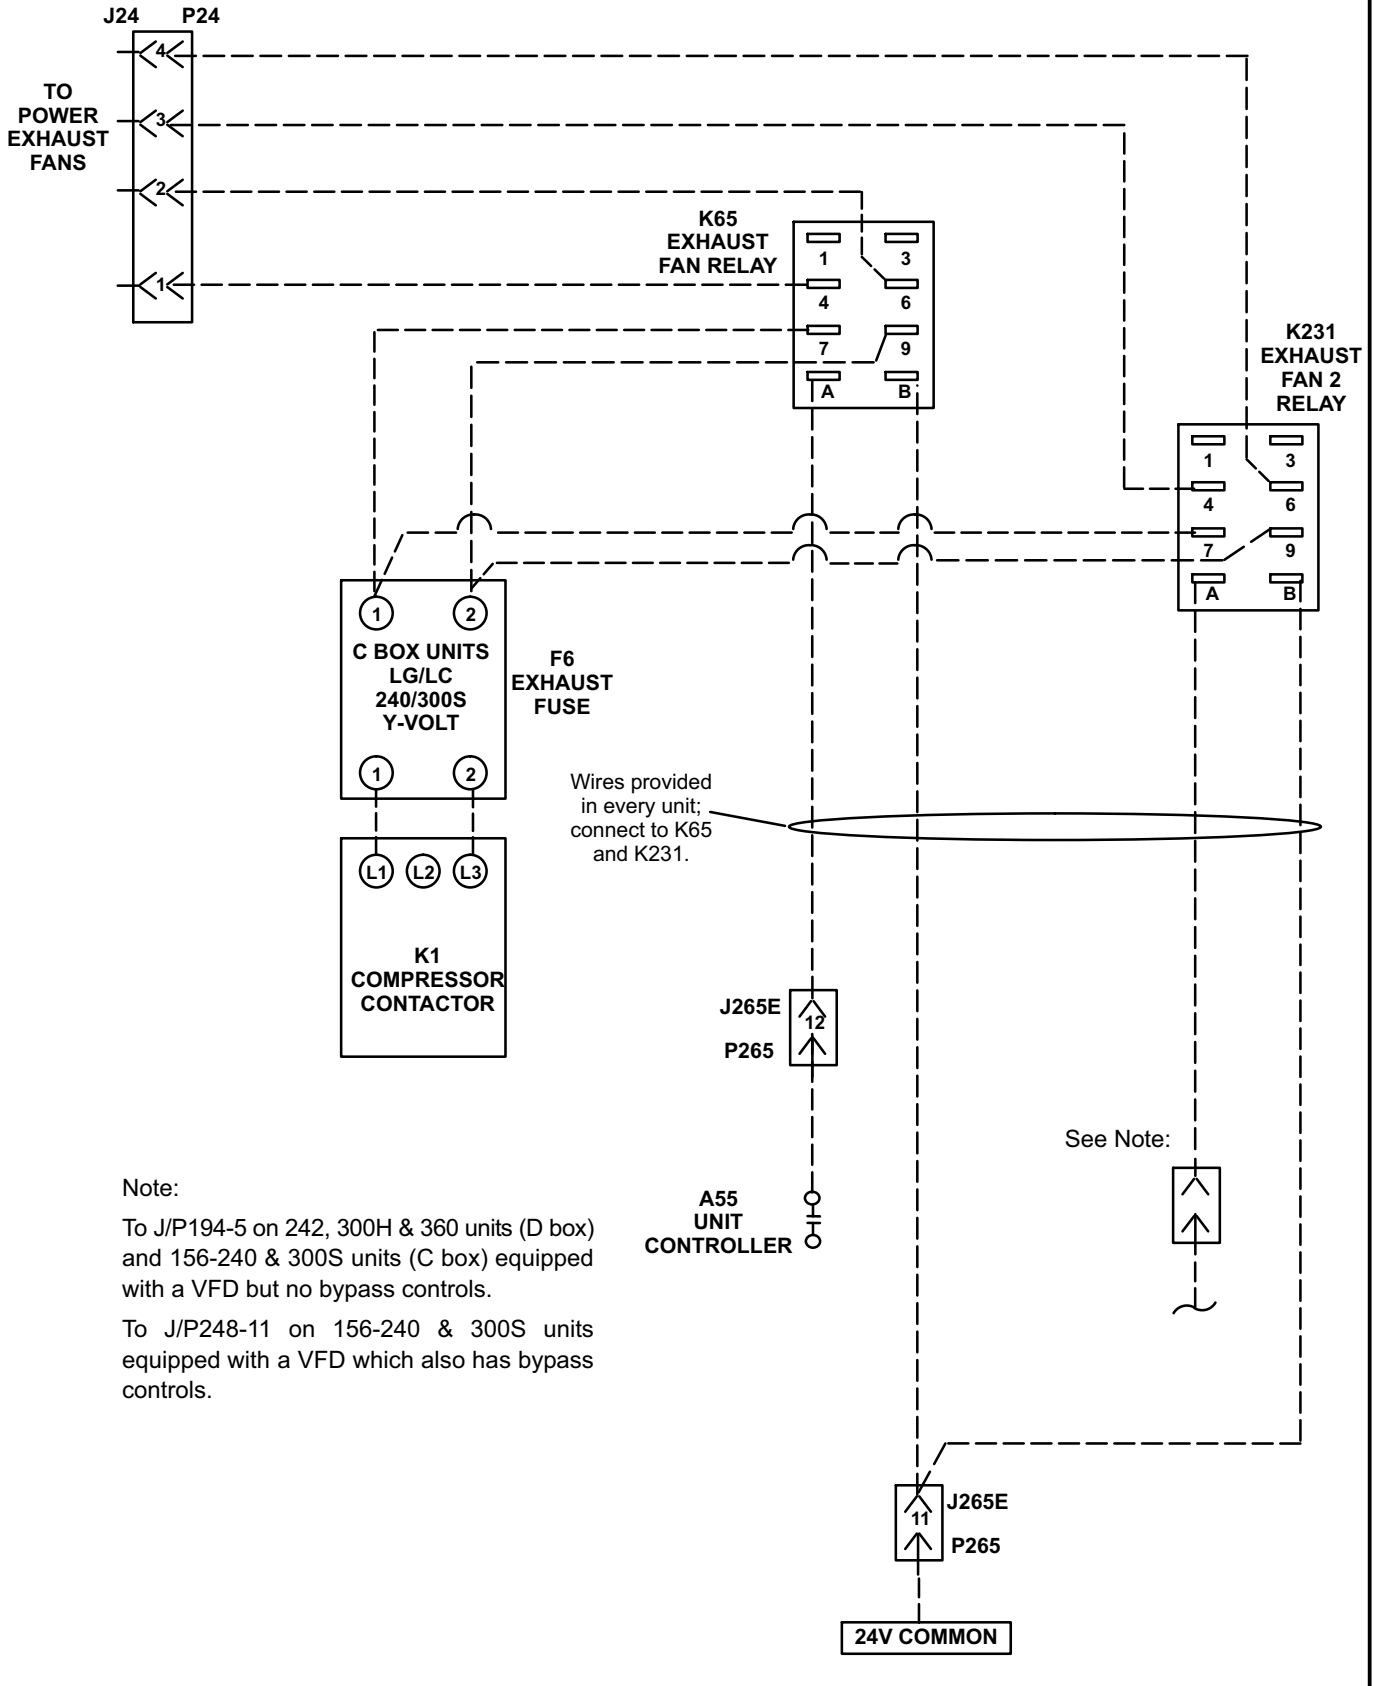 J24 P24
4
TO
POWER
EXHAUST
FANS
3
2
1
K65
EXHAUST
FAN RELAY
1 3
4 6
7 9
A B
K231
EXHAUST
FAN 2
RELAY
1 3
4 6
7 9
A B
1 2
C BOX UNITS
LG/LC
240/300S
Y-VOLT
1 2
F6
EXHAUST
FUSE
L1 L2 L3
K1
COMPRESSOR
CONTACTOR
Wires provided
in every unit;
connect to K65
and K231.
J265E
12
P265
A55
UNIT
CONTROLLER
See Note:
Note:
To J/P194-5 on 242, 300H & 360 units (D box)
and 156-240 & 300S units (C box) equipped
with a VFD but no bypass controls.
To J/P248-11 on 156-240 & 300S units
equipped with a VFD which also has bypass
controls.
J265E
11
P265
24V COMMON